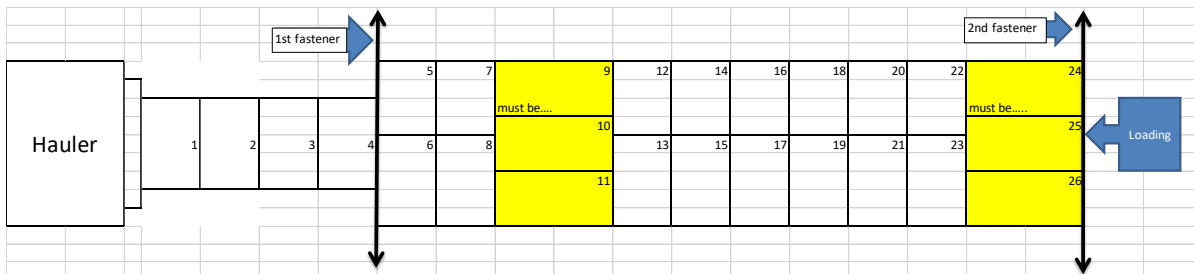 1st fastener
2nd fastener
5 7 9 12 14 16 18 20 22 24
must be....
must be.....
Hauler
1 2 3 4
6 8 10 13 15 17 19 21 23 25
Loading
11 26